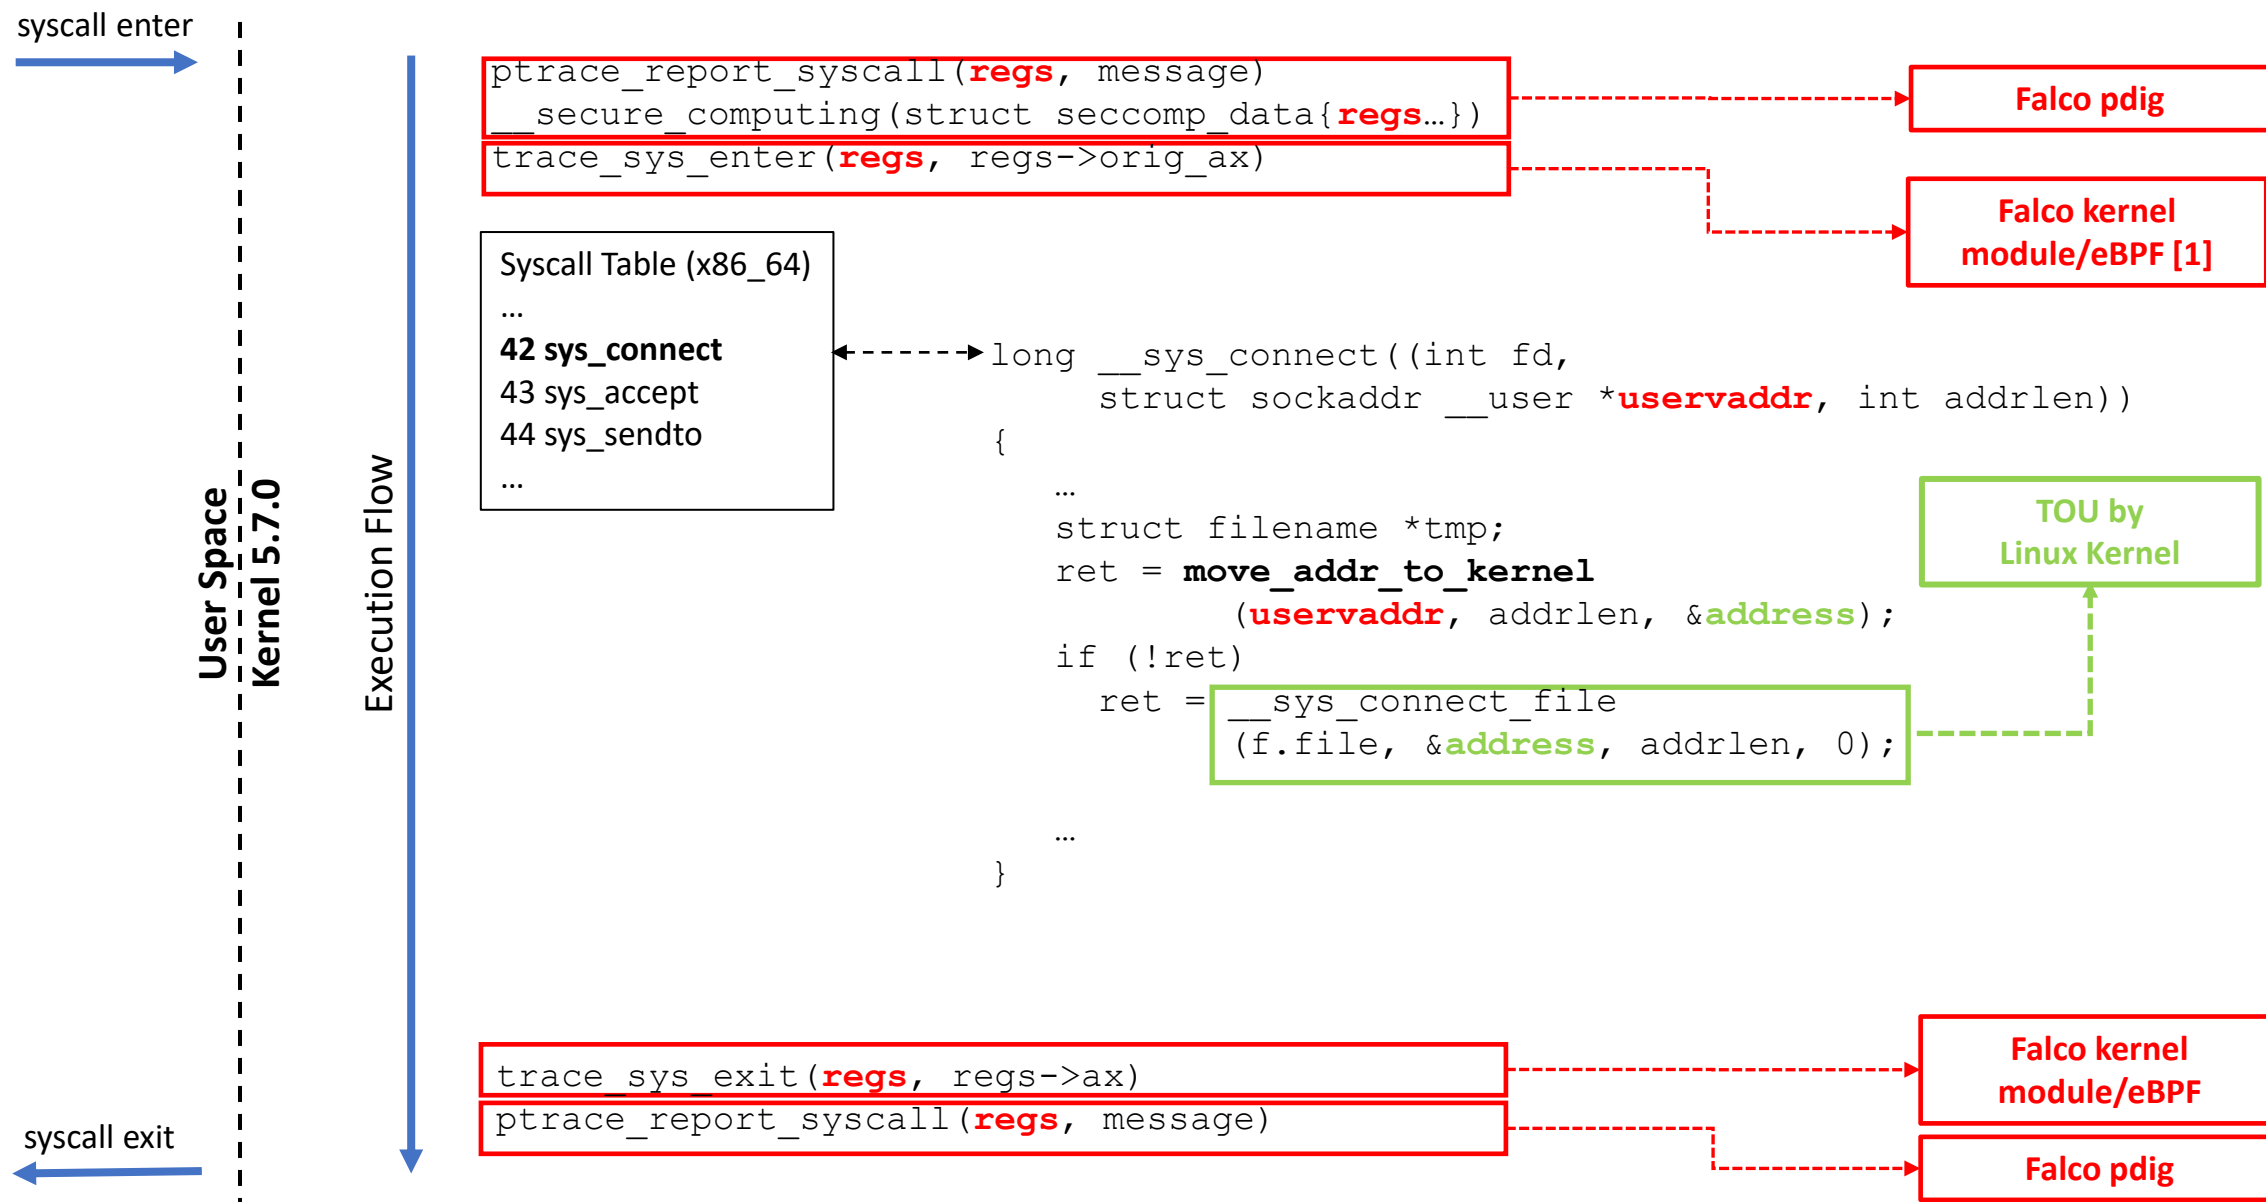 syscall enter
ptrace_report_syscall(regs, message)
__secure_computing(struct seccomp_data{regs…})
trace_sys_enter(regs, regs->orig_ax)
Falco pdig
Falco kernel
module/eBPF [1]
Syscall Table (x86_64)
…
42 sys_connect
43 sys_accept
44 sys_sendto
…
long __sys_connect((int fd,
struct sockaddr __user *uservaddr, int addrlen))
{
…
struct filename *tmp;
ret = move_addr_to_kernel
(uservaddr, addrlen, &address);
if (!ret)
ret = __sys_connect_file
(f.file, &address, addrlen, 0);
…
}
TOU by
Linux Kernel
User Space
Kernel 5.7.0
Execution Flow
trace_sys_exit(regs, regs->ax)
ptrace_report_syscall(regs, message)
Falco kernel
module/eBPF
Falco pdig
syscall exit